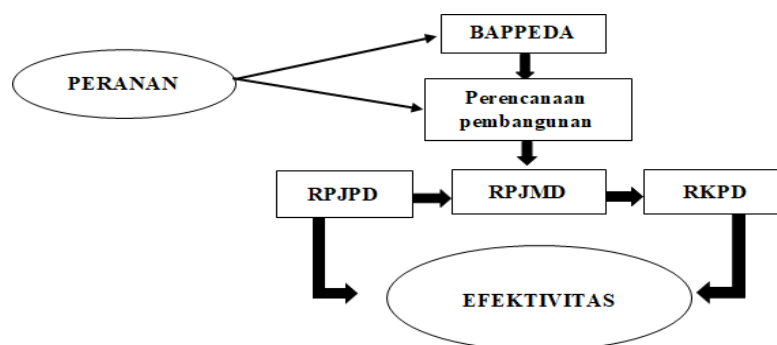 BAPPEDA
PERANAN
Perencanaan
pembangunan
RPJPD
RPJMD
RKPD
EFEKTIVITAS